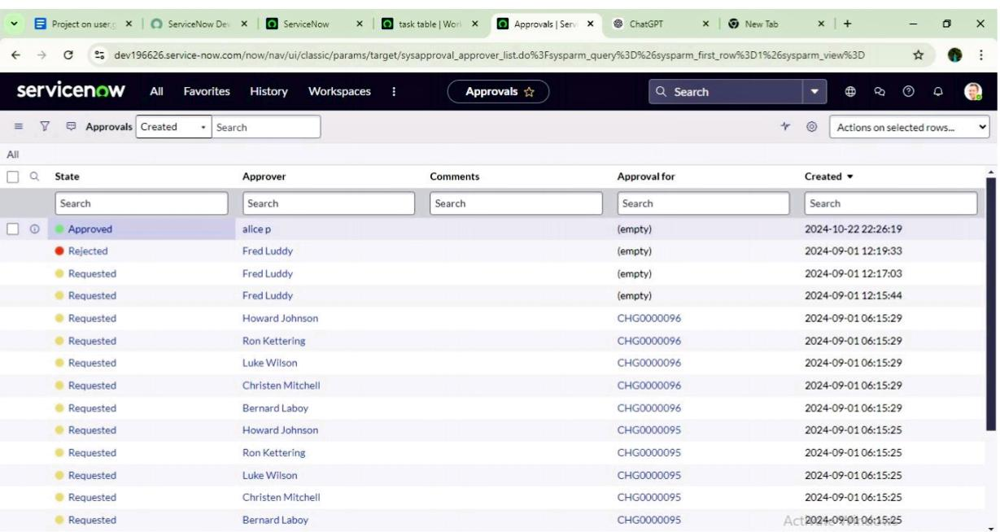 Project on user,g ServiceNow Dev ServiceNow task table | Work Approvals | Servi ChatGPT New Tab
dev196626.service-now.com/now/nav/ui/classic/params/target/sysapproval_approver_list.do%3Fsysparm_query%3D%26sysparm_first_row%3D1%26sysparm_view%3D
servicenow All Favorites History Workspaces Approvals Search
Approvals Created Search Actions on selected rows...
All
State Approver Comments Approval for Created
Search Search Search Search Search
Approved alice p (empty) 2024-10-22 22:26:19
Rejected Fred Luddy (empty) 2024-09-01 12:19:33
Requested Fred Luddy (empty) 2024-09-01 12:17:03
Requested Fred Luddy (empty) 2024-09-01 12:15:44
Requested Howard Johnson CHG0000096 2024-09-01 06:15:29
Requested Ron Kettering CHG0000096 2024-09-01 06:15:29
Requested Luke Wilson CHG0000096 2024-09-01 06:15:29
Requested Christen Mitchell CHG0000096 2024-09-01 06:15:29
Requested Bernard Laboy CHG0000096 2024-09-01 06:15:29
Requested Howard Johnson CHG0000095 2024-09-01 06:15:25
Requested Ron Kettering CHG0000095 2024-09-01 06:15:25
Requested Luke Wilson CHG0000095 2024-09-01 06:15:25
Requested Christen Mitchell CHG0000095 2024-09-01 06:15:25
Requested Bernard Laboy CHG0000095 2024-09-01 06:15:25